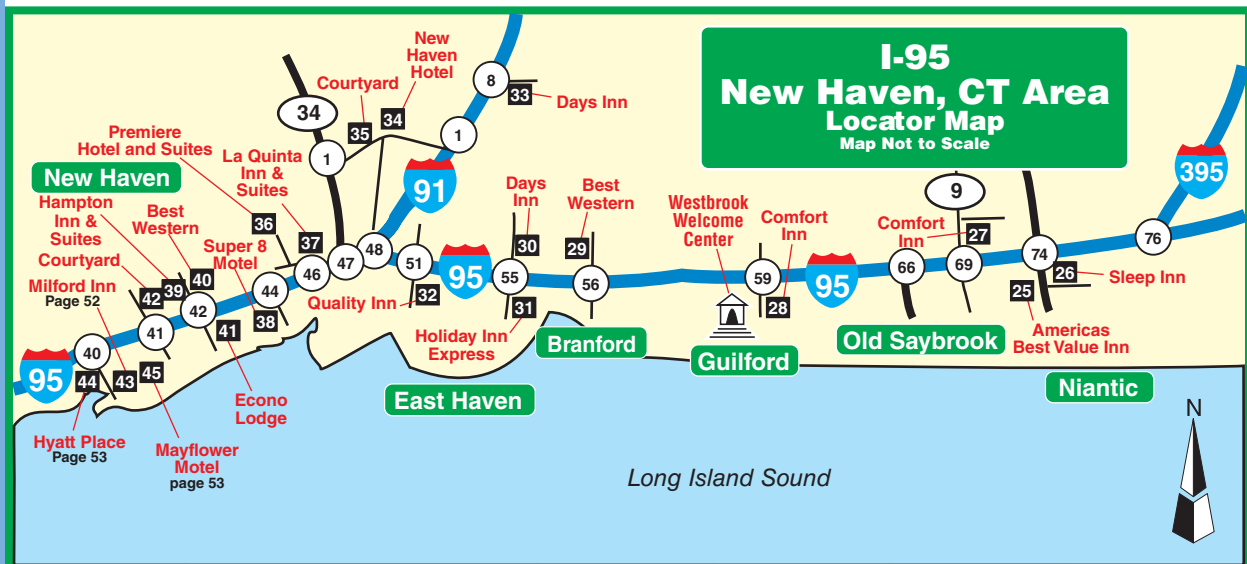 I-95
New Haven, CT Area
Locator Map
Map Not to Scale
New
Haven
Hotel
Courtyard
34
35
34
8
33
Days Inn
1
1
91
Premiere
Hotel and Suites
La Quinta
Inn &
Suites
New Haven
Hampton
Inn &
Suites
Best
Western
36
37
Super 8
Motel
Courtyard
Milford Inn
Page 52
42
39
40
40
41
42
44
46
47
48
51
38
41
95
44
43
45
Econo
Lodge
Hyatt Place
Page 53
Mayflower
Motel
page 53
Quality Inn
32
95
Days
Inn
30
55
31
Holiday Inn
Express
Best
Western
29
56
East Haven
Branford
Westbrook
Welcome
Center
Comfort
Inn
59
28
95
Guilford
9
Comfort
Inn
27
66
69
Old Saybrook
74
26
Sleep Inn
25
Americas
Best Value Inn
76
395
Niantic
Long Island Sound
N